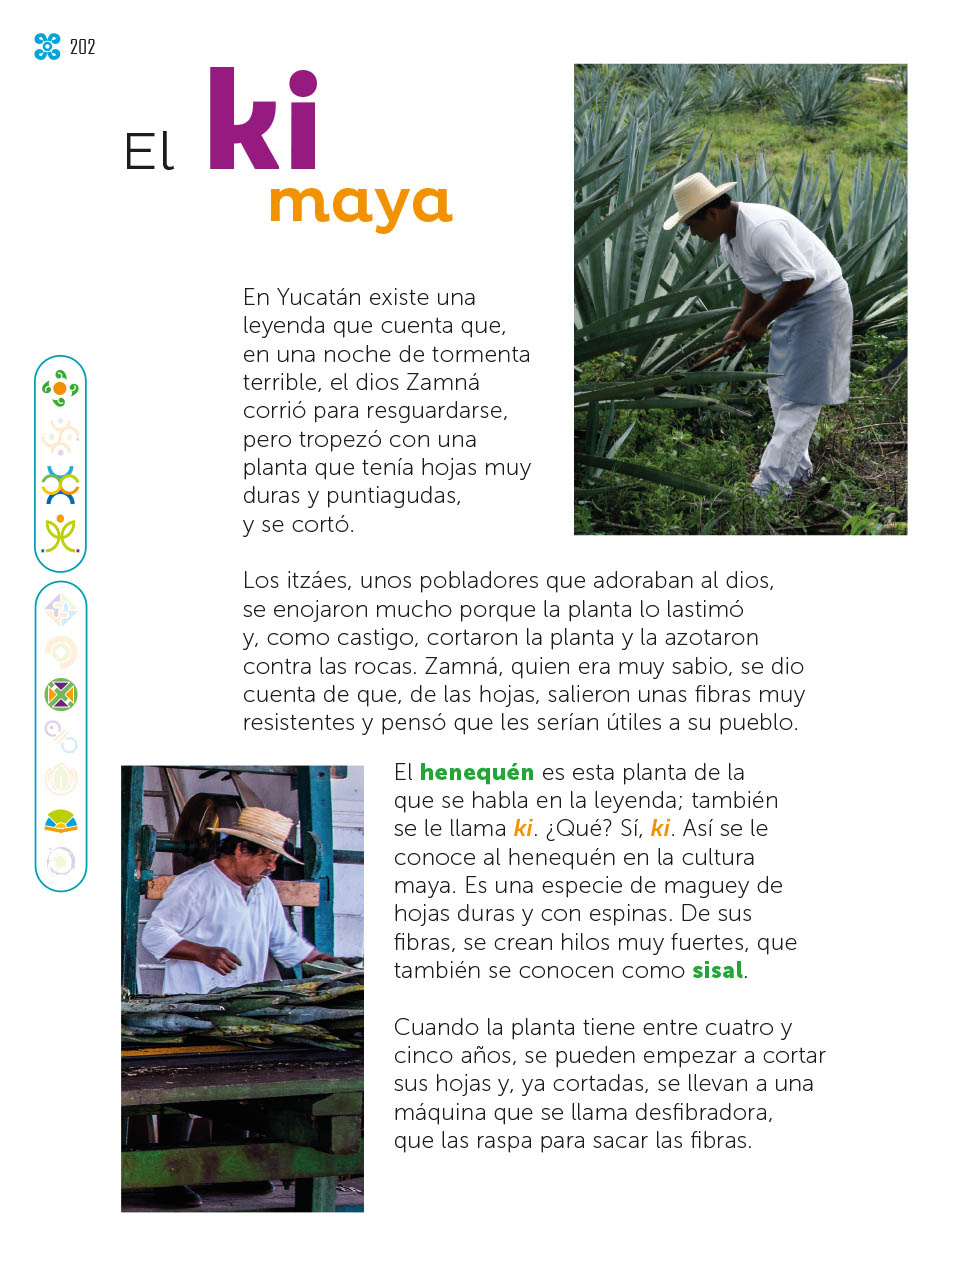 202
El ki
maya
En Yucatán existe una
leyenda que cuenta que,
en una noche de tormenta
terrible, el dios Zamná
corrió para resguardarse,
pero tropezó con una
planta que tenía hojas muy
duras y puntiagudas,
y se cortó.
Los itzáes, unos pobladores que adoraban al dios,
se enojaron mucho porque la planta lo lastimó
y, como castigo, cortaron la planta y la azotaron
contra las rocas. Zamná, quien era muy sabio, se dio
cuenta de que, de las hojas, salieron unas fibras muy
resistentes y pensó que les serían útiles a su pueblo.
El henequén es esta planta de la
que se habla en la leyenda; también
se le llama ki. ¿Qué? Sí, ki. Así se le
conoce al henequén en la cultura
maya. Es una especie de maguey de
hojas duras y con espinas. De sus
fibras, se crean hilos muy fuertes, que
también se conocen como sisal.
Cuando la planta tiene entre cuatro y
cinco años, se pueden empezar a cortar
sus hojas y, ya cortadas, se llevan a una
máquina que se llama desfibradora,
que las raspa para sacar las fibras.